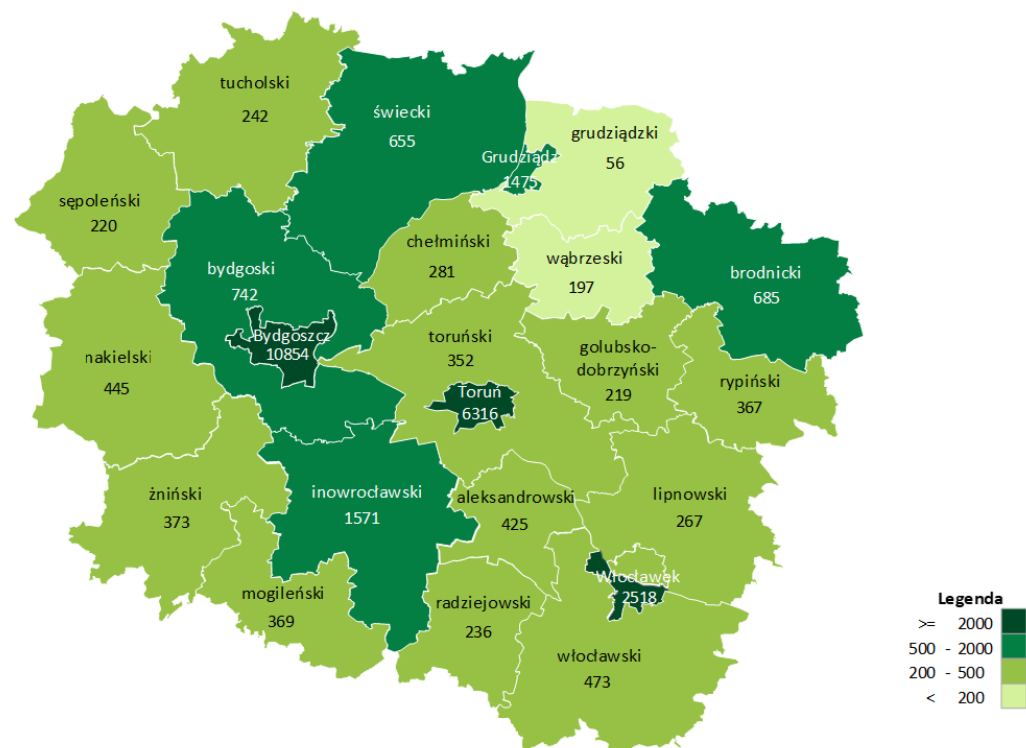 tucholski
242
świecki
655
grudziądzki
56
Grudziądz
1475
sępoleński
220
chełmiński
281
wąbrzeski
197
brodnicki
685
bydgoski
742
Bydgoszcz
10854
toruński
352
golubsko-
dobrzyński
219
nakielski
445
rypiński
367
Toruń
6316
żniński
373
inowrocławski
1571
aleksandrowski
425
lipnowski
267
mogileński
369
radziejowski
236
Włocławek
2518
włocławski
473
Legenda
>= 2000
500 - 2000
200 - 500
< 200